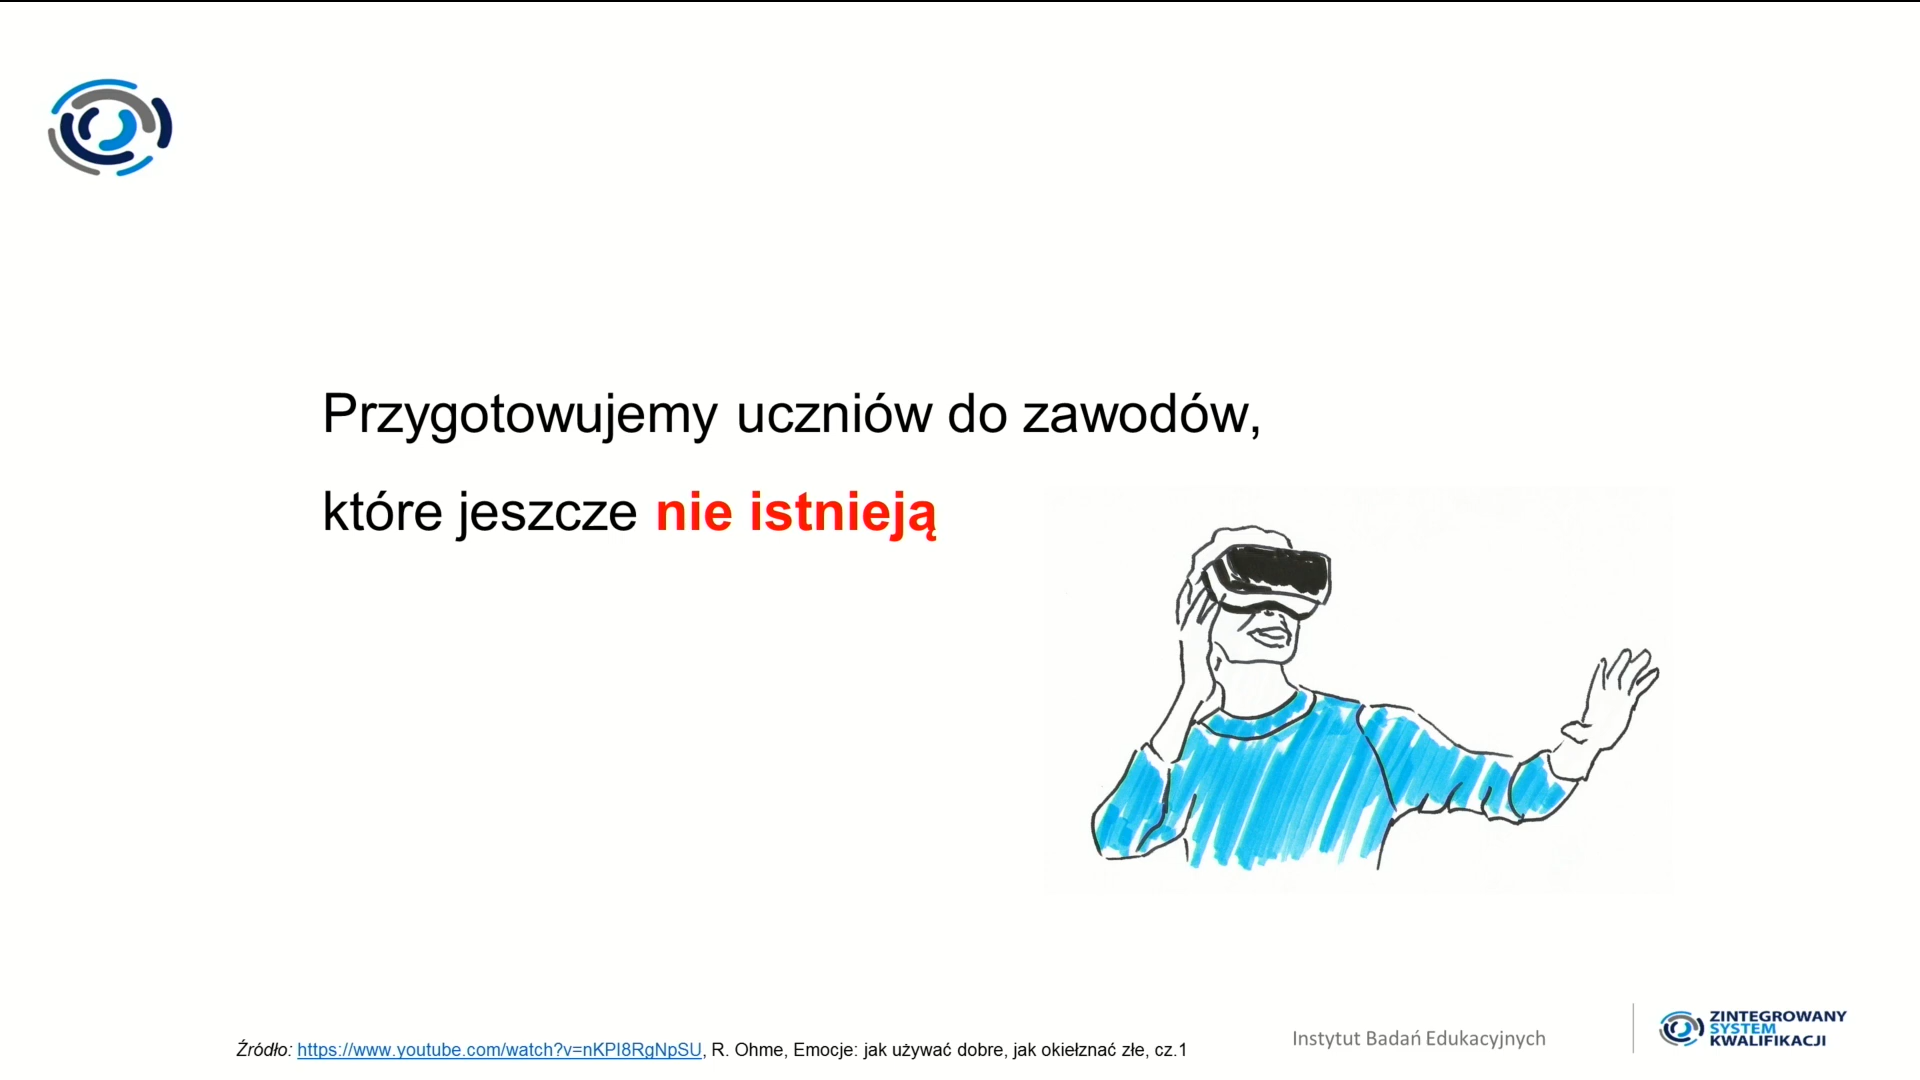 Przygotowujemy uczniów do zawodów,
które jeszcze nie istnieją
Źródło: https://www.youtube.com/watch?v=nKPI8RgNpSU, R. Ohme, Emocje: jak używać dobre, jak okiełznać złe, cz.1
Instytut Badań Edukacyjnych
ZINTEGROWANY
SYSTEM
KWALIFIKACJI